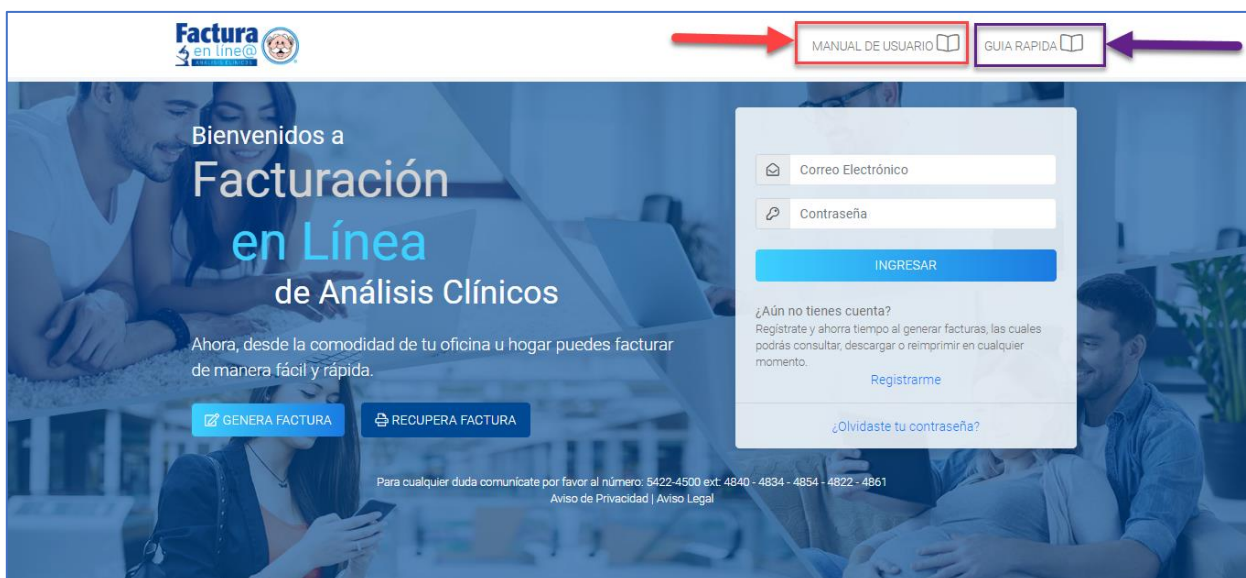 Factura
en líne@
ANÁLISIS CLÍNICOS
MANUAL DE USUARIO
GUIA RAPIDA
Bienvenidos a
Facturación
en Línea
de Análisis Clínicos
Ahora, desde la comodidad de tu oficina u hogar puedes facturar
de manera fácil y rápida.
GENERA FACTURA
RECUPERA FACTURA
Correo Electrónico
Contraseña
INGRESAR
¿Aún no tienes cuenta?
Regístrate y ahorra tiempo al generar facturas, las cuales
podrás consultar, descargar o reimprimir en cualquier
momento.
Registrarme
¿Olvidaste tu contraseña?
Para cualquier duda comunícate por favor al número: 5422-4500 ext: 4840 - 4834 - 4854 - 4822 - 4861
Aviso de Privacidad | Aviso Legal